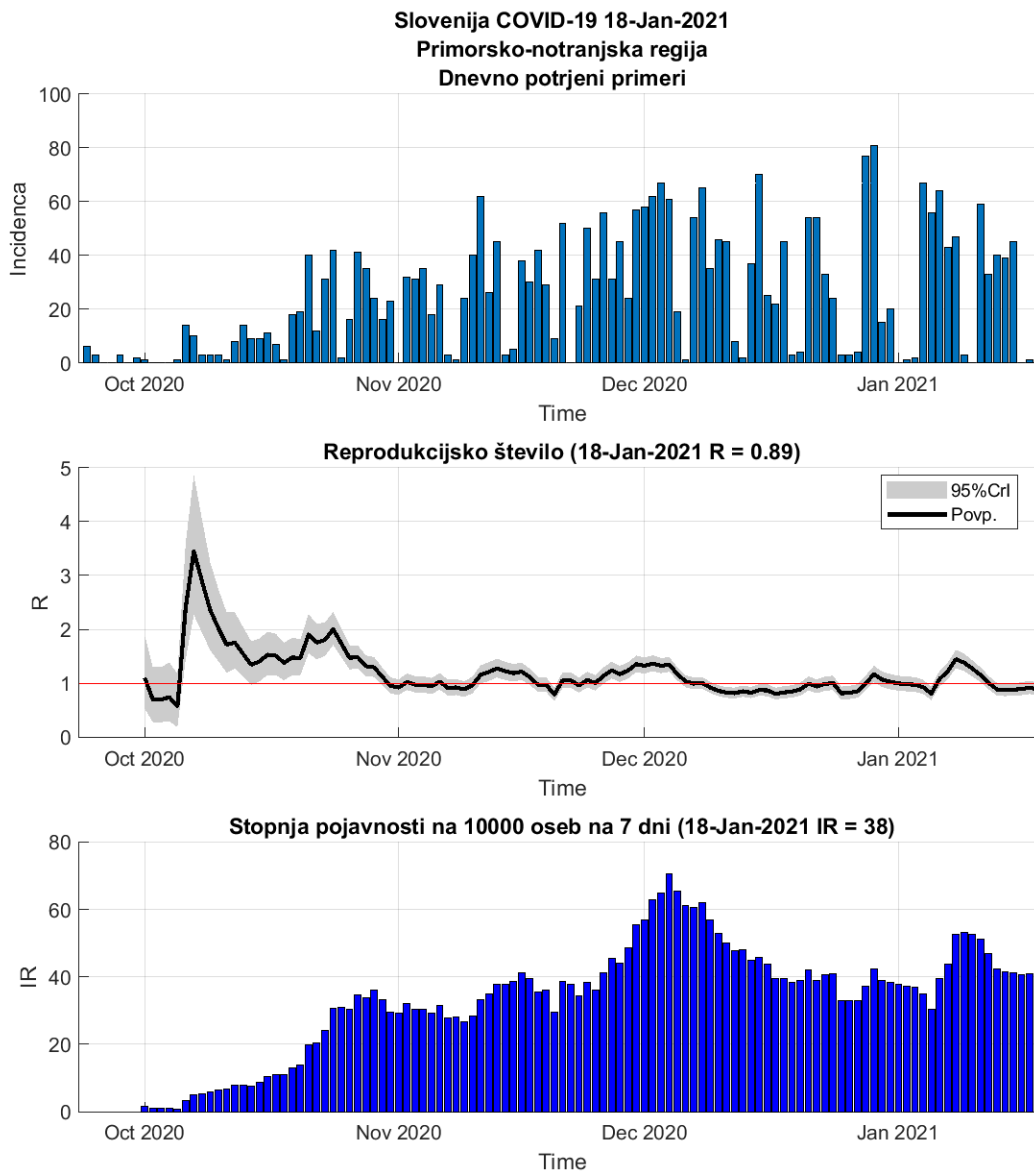 Slovenija COVID-19 18-Jan-2021
Primorsko-notranjska regija
Dnevno potrjeni primeri
100
80
60
40
20
0
Incidenca
Oct 2020 Nov 2020 Dec 2020 Jan 2021
Time
Reprodukcijsko število (18-Jan-2021 R = 0.89)
5
4
3
2
1
0
R
95%CrI
Povp.
Oct 2020 Nov 2020 Dec 2020 Jan 2021
Time
Stopnja pojavnosti na 10000 oseb na 7 dni (18-Jan-2021 IR = 38)
80
60
40
20
0
IR
Oct 2020 Nov 2020 Dec 2020 Jan 2021
Time